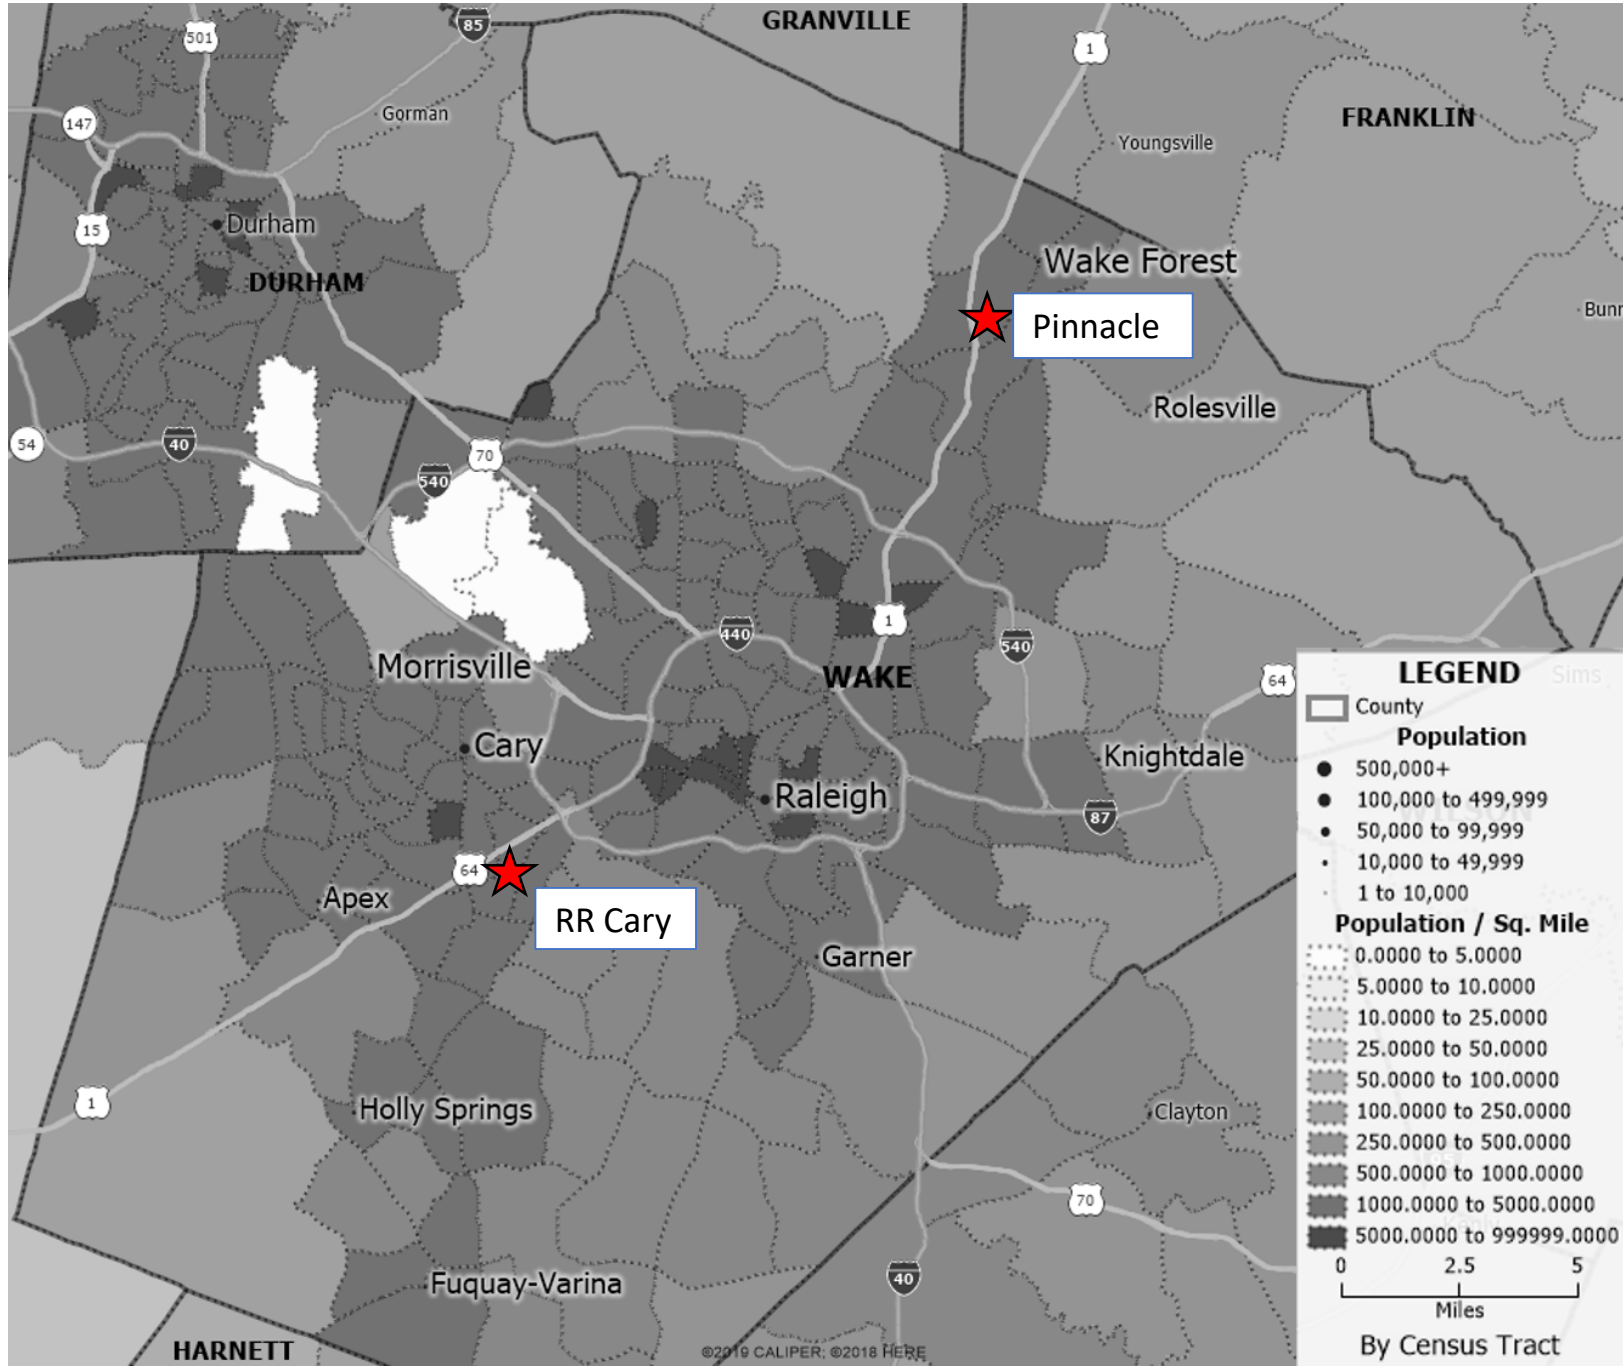 GRANVILLE
85
501
1
Gorman
FRANKLIN
147
Youngsville
15
Durham
DURHAM
Wake Forest
Pinnacle
Bunn
Rolesville
54
40
70
540
1
440
540
Morrisville
WAKE
64
Cary
Knightdale
Raleigh
87
64
Apex
RR Cary
Garner
1
Holly Springs
Clayton
70
Fuquay-Varina
40
HARNETT
©2019 CALIPER; ©2018 HERE
LEGEND
Sims
County
Population
500,000+
100,000 to 499,999
WILSON
50,000 to 99,999
10,000 to 49,999
1 to 10,000
Population / Sq. Mile
0.0000 to 5.0000
5.0000 to 10.0000
10.0000 to 25.0000
25.0000 to 50.0000
50.0000 to 100.0000
100.0000 to 250.0000
250.0000 to 500.0000
500.0000 to 1000.0000
1000.0000 to 5000.0000
Kenly
5000.0000 to 999999.0000
0 2.5 5
Miles
By Census Tract